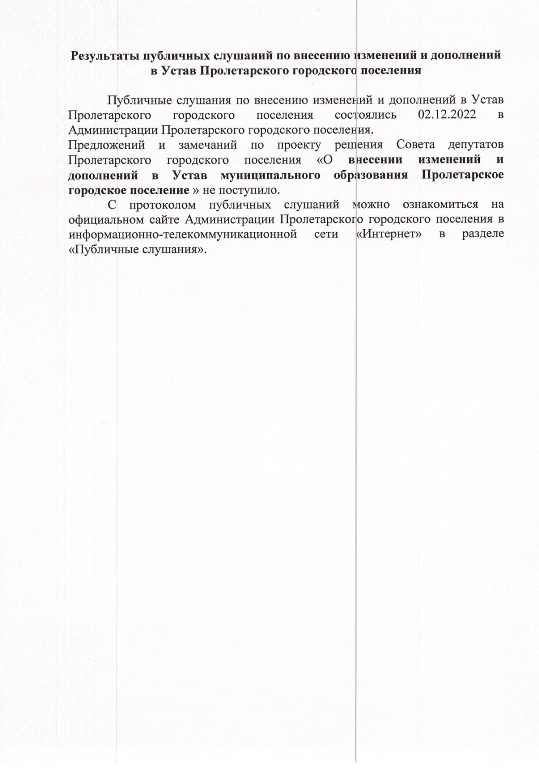 Результаты публичных слушаний по внесению изменений и дополнений
в Устав Пролетарского городского поселения
Публичные слушания по внесению изменений и дополнений в Устав
Пролетарского городского поселения состоялись 02.12.2022 в
Администрации Пролетарского городского поселения.
Предложений и замечаний по проекту решения Совета депутатов
Пролетарского городского поселения «О внесении изменений и
дополнений в Устав муниципального образования Пролетарское
городское поселение » не поступило.
С протоколом публичных слушаний можно ознакомиться на
официальном сайте Администрации Пролетарского городского поселения в
информационно-телекоммуникационной сети «Интернет» в разделе
«Публичные слушания».